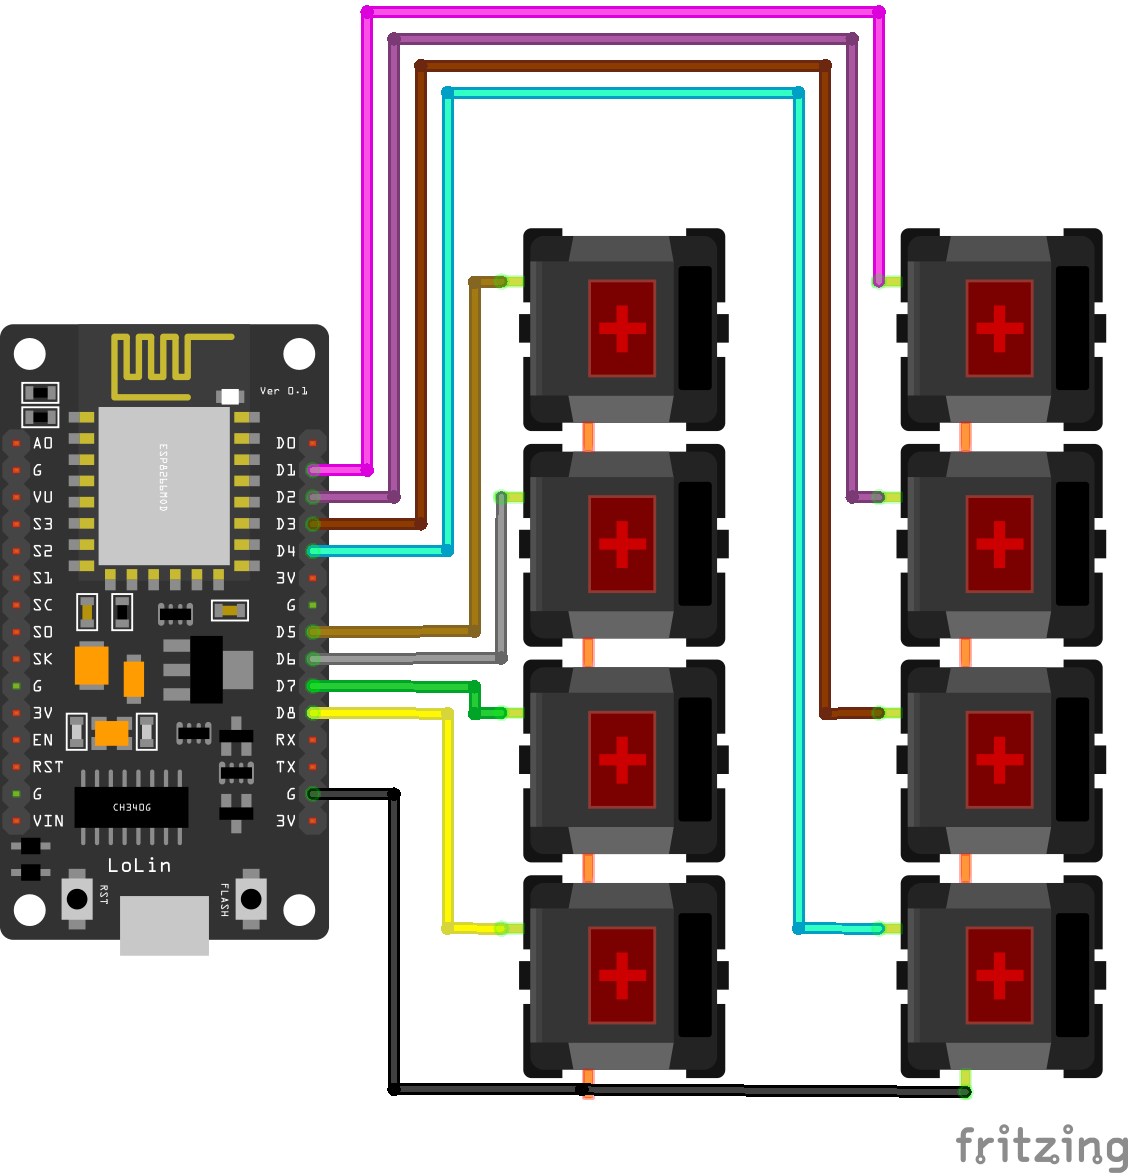 Ver 0.1
ESP8266MOD
A0
G
VU
S3
S2
S1
SC
S0
SK
G
3V
EN
RST
G
VIN
D0
D1
D2
D3
D4
3V
G
D5
D6
D7
D8
RX
TX
G
3V
CH340G
LoLin
RST
FLASH
fritzing